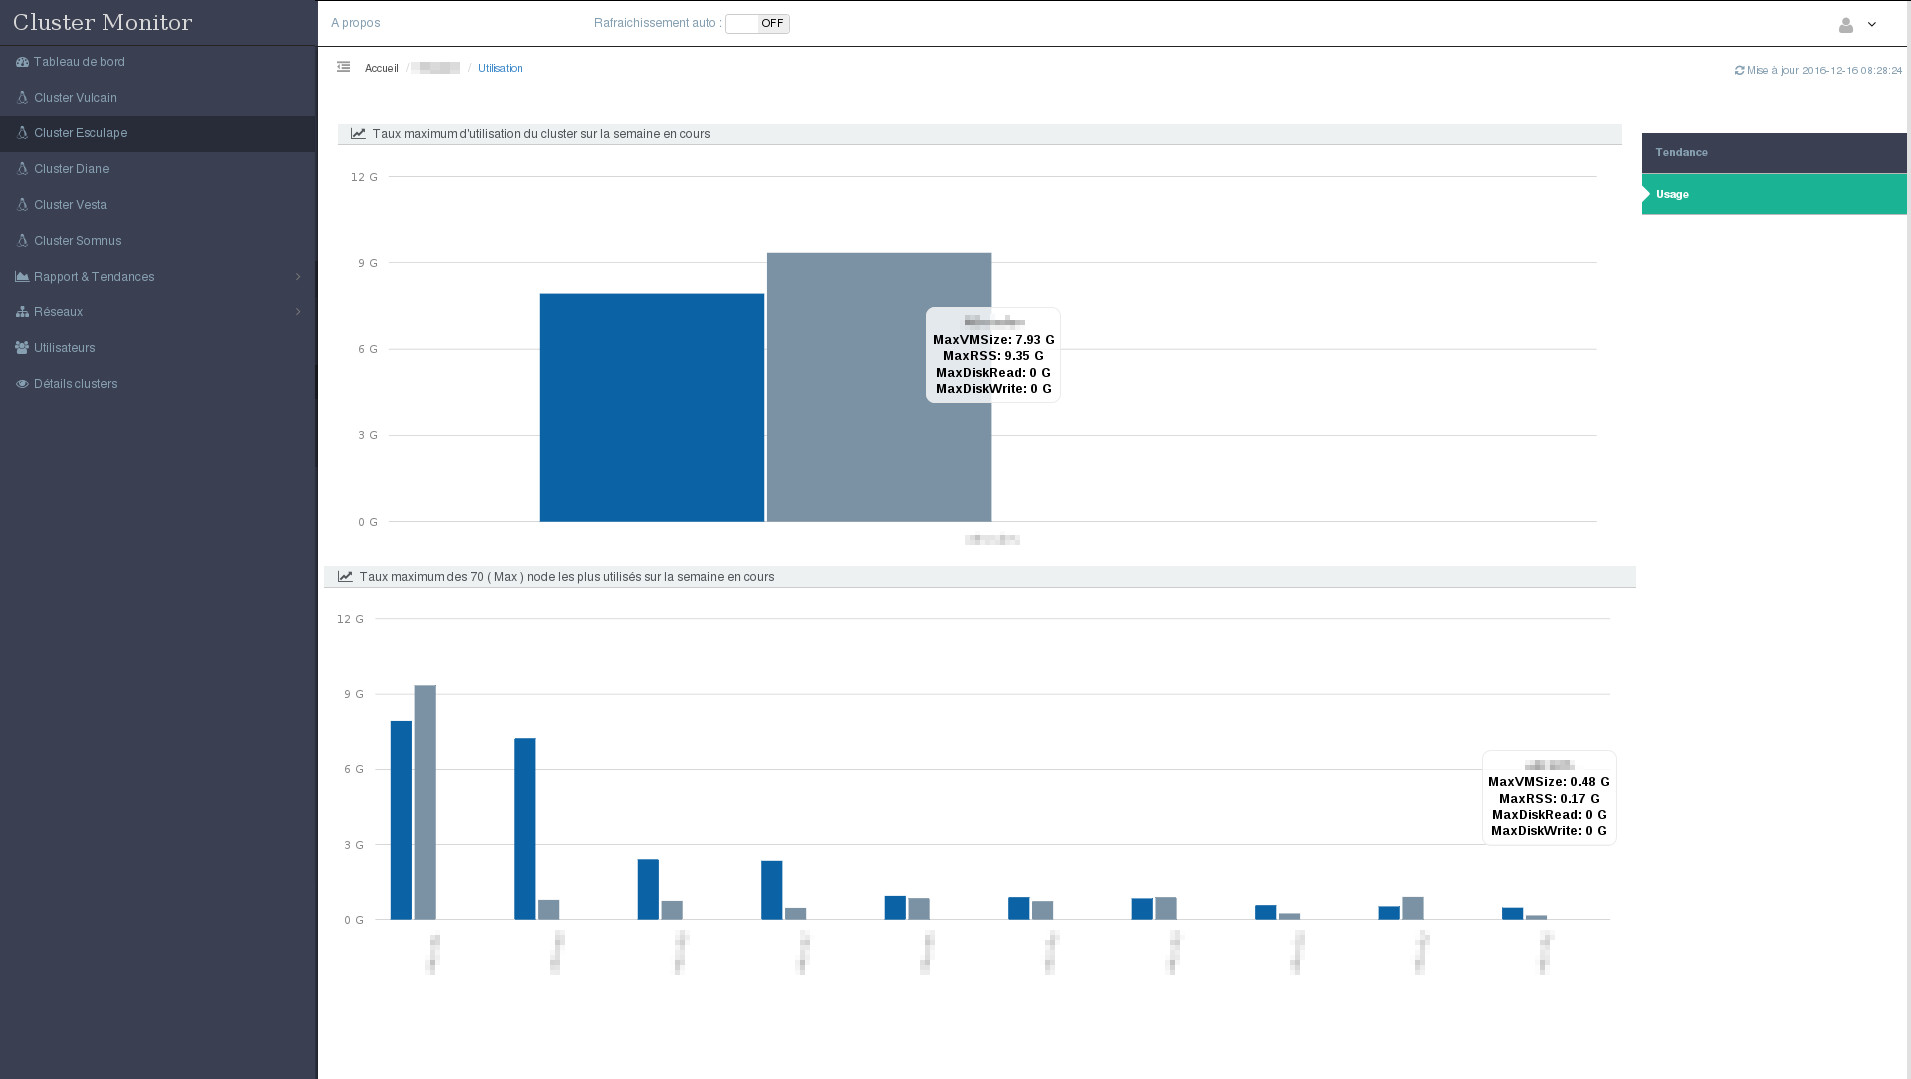 Cluster Monitor
A propos
Rafraichissement auto : OFF
Tableau de bord
Cluster Vulcain
Cluster Esculape
Cluster Diane
Cluster Vesta
Cluster Somnus
Rapport & Tendances
Réseaux
Utilisateurs
Détails clusters
Accueil / / Utilisation
Mise à jour 2016-12-16 08:28:24
Taux maximum d'utilisation du cluster sur la semaine en cours
Tendance
Usage
12 G
9 G
6 G
3 G
0 G
MaxVMSize: 7.93 G
MaxRSS: 9.35 G
MaxDiskRead: 0 G
MaxDiskWrite: 0 G
Taux maximum des 70 ( Max ) node les plus utilisés sur la semaine en cours
12 G
9 G
6 G
3 G
0 G
MaxVMSize: 0.48 G
MaxRSS: 0.17 G
MaxDiskRead: 0 G
MaxDiskWrite: 0 G